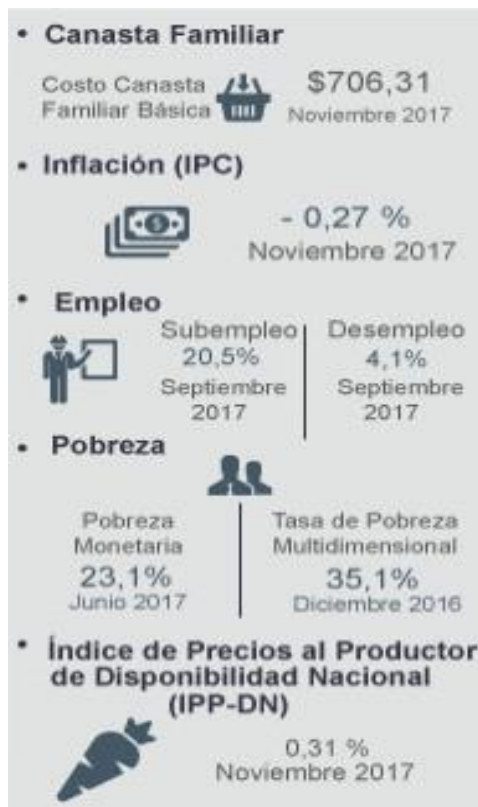 • Canasta Familiar
Costo Canasta
Familiar Básica
$706,31
Noviembre 2017
• Inflación (IPC)
- 0,27 %
Noviembre 2017
• Empleo
Subempleo
20,5%
Septiembre
2017
Desempleo
4,1%
Septiembre
2017
• Pobreza
Pobreza
Monetaria
23,1%
Junio 2017
Tasa de Pobreza
Multidimensional
35,1%
Diciembre 2016
• Índice de Precios al Productor
de Disponibilidad Nacional
(IPP-DN)
0,31 %
Noviembre 2017